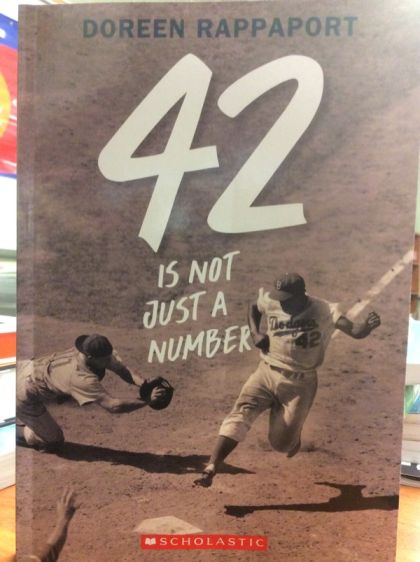 DOREEN RAPPAPORT
42
IS NOT
JUST A
NUMBER
Dodgers
42
SCHOLASTIC